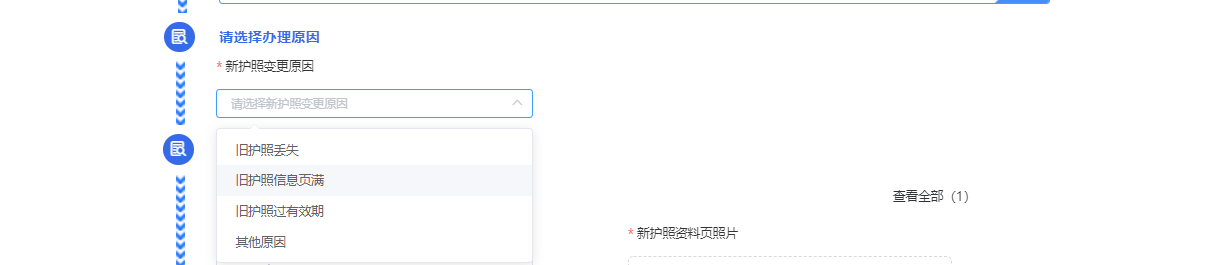 请选择办理原因
* 新护照变更原因
请选择新护照变更原因
旧护照丢失
旧护照信息页满
旧护照过有效期
其他原因
查看全部（1）
* 新护照资料页照片